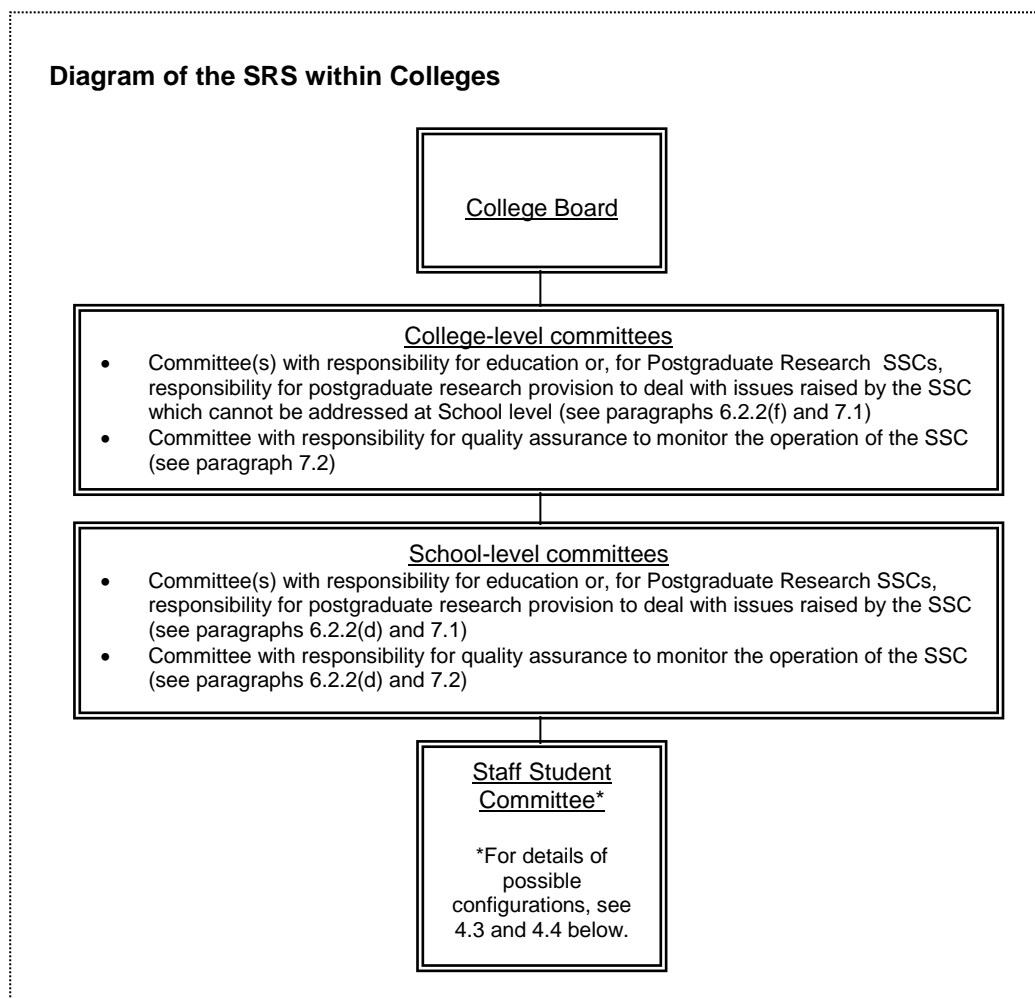 Diagram of the SRS within Colleges
College Board
College-level committees
• Committee(s) with responsibility for education or, for Postgraduate Research SSCs,
responsibility for postgraduate research provision to deal with issues raised by the SSC
which cannot be addressed at School level (see paragraphs 6.2.2(f) and 7.1)
• Committee with responsibility for quality assurance to monitor the operation of the SSC
(see paragraph 7.2)
School-level committees
• Committee(s) with responsibility for education or, for Postgraduate Research SSCs,
responsibility for postgraduate research provision to deal with issues raised by the SSC
(see paragraphs 6.2.2(d) and 7.1)
• Committee with responsibility for quality assurance to monitor the operation of the SSC
(see paragraphs 6.2.2(d) and 7.2)
Staff Student
Committee*
*For details of
possible
configurations, see
4.3 and 4.4 below.